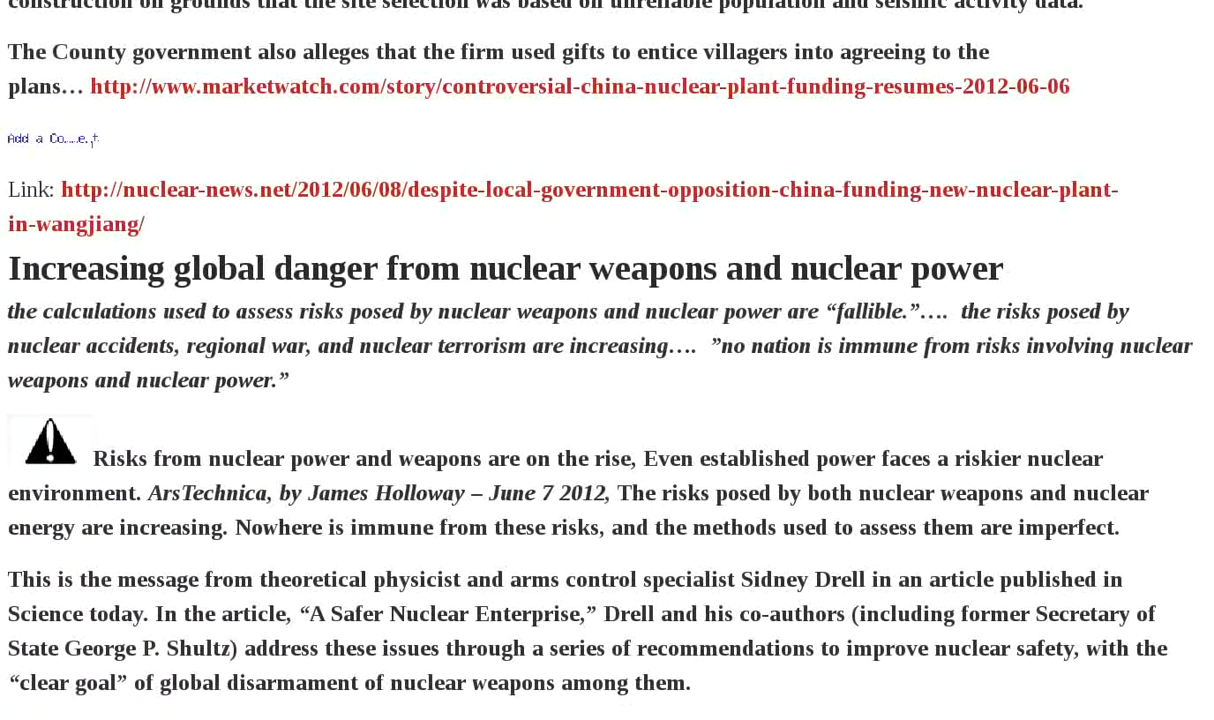 construction on grounds that the site selection was based on unreliable population and seismic activity data.
The County government also alleges that the firm used gifts to entice villagers into agreeing to the
plans… http://www.marketwatch.com/story/controversial-china-nuclear-plant-funding-resumes-2012-06-06
Add a Co
Link: http://nuclear-news.net/2012/06/08/despite-local-government-opposition-china-funding-new-nuclear-plant-
in-wangjiang/
Increasing global danger from nuclear weapons and nuclear power
the calculations used to assess risks posed by nuclear weapons and nuclear power are “fallible.”…. the risks posed by
nuclear accidents, regional war, and nuclear terrorism are increasing…. ”no nation is immune from risks involving nuclear
weapons and nuclear power.”
Risks from nuclear power and weapons are on the rise, Even established power faces a riskier nuclear
environment. ArsTechnica, by James Holloway – June 7 2012, The risks posed by both nuclear weapons and nuclear
energy are increasing. Nowhere is immune from these risks, and the methods used to assess them are imperfect.
This is the message from theoretical physicist and arms control specialist Sidney Drell in an article published in
Science today. In the article, “A Safer Nuclear Enterprise,” Drell and his co-authors (including former Secretary of
State George P. Shultz) address these issues through a series of recommendations to improve nuclear safety, with the
“clear goal” of global disarmament of nuclear weapons among them.